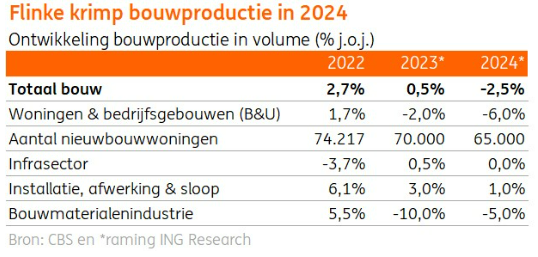 Flinke krimp bouwproductie in 2024
Ontwikkeling bouwproductie in volume (% j.o.j.)
2022 2023* 2024*
Totaal bouw 2,7% 0,5% -2,5%
Woningen & bedrijfsgebouwen (B&U) 1,7% -2,0% -6,0%
Aantal nieuwbouwwoningen 74.217 70.000 65.000
Infrasector -3,7% 0,5% 0,0%
Installatie, afwerking & sloop 6,1% 3,0% 1,0%
Bouwmaterialenindustrie 5,5% -10,0% -5,0%
Bron: CBS en *raming ING Research